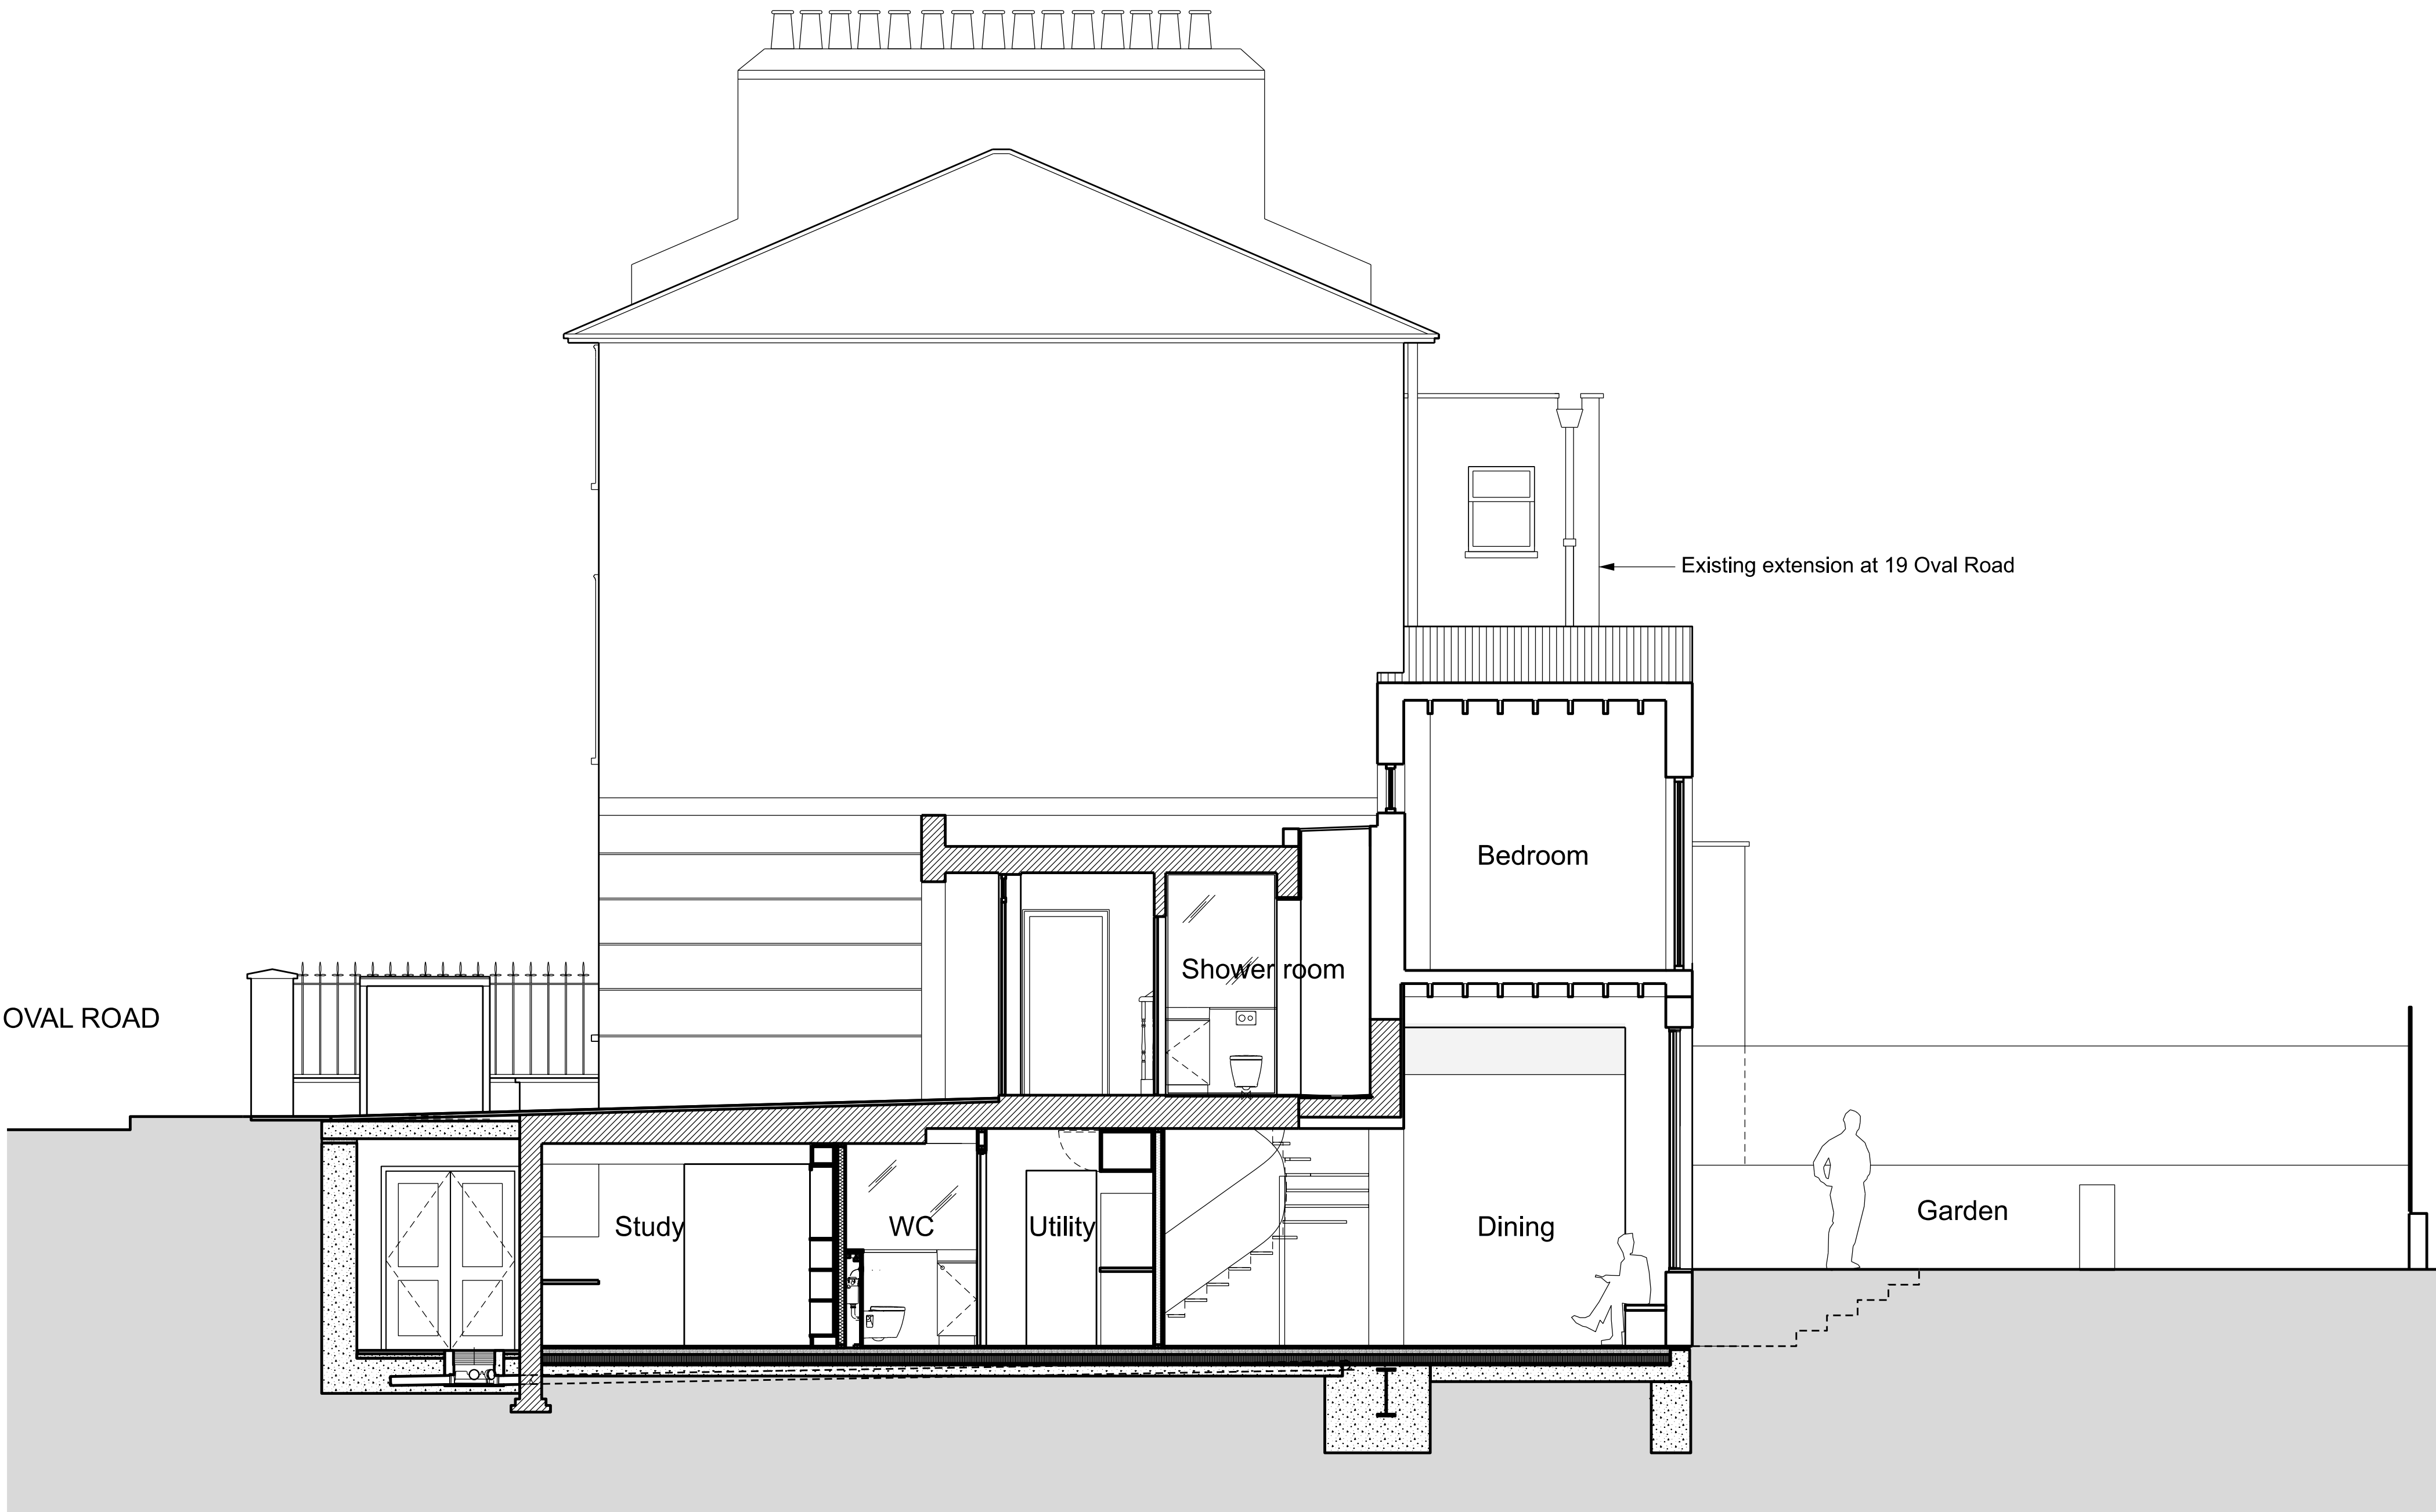 Existing extension at 19 Oval Road
Bedroom
Shower room
OVAL ROAD
Study
WC
Utility
Dining
Garden